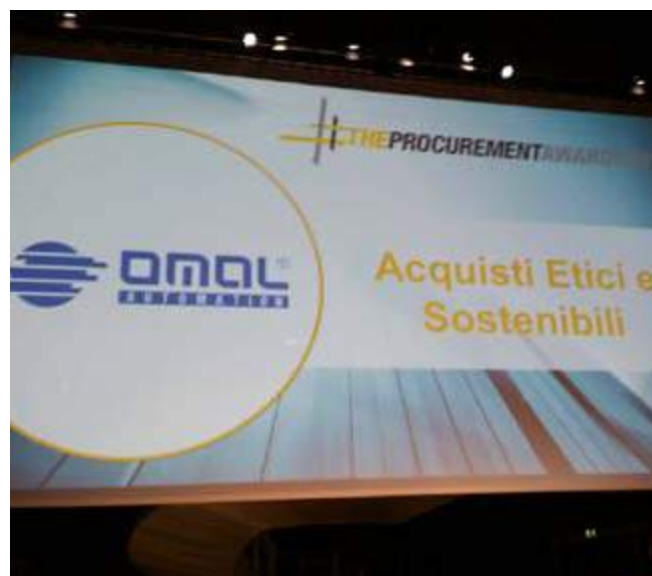 THEPROCUREMENTAWARDS
OMAL®
AUTOMATION
Acquisti Etici e
Sostenibili